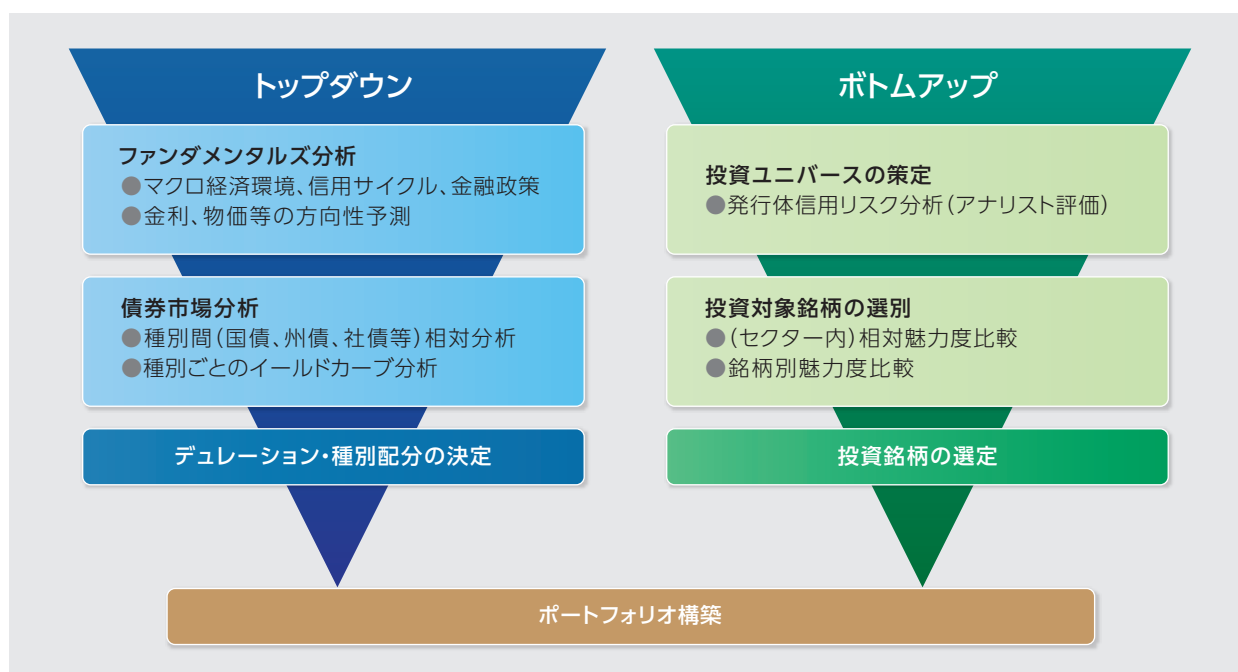 トップダウン
ファンダメンタルズ分析
●マクロ経済環境、信用サイクル、金融政策
●金利、物価等の方向性予測
債券市場分析
●種別間(国債、州債、社債等)相対分析
●種別ごとのイールドカーブ分析
デュレーション・種別配分の決定
ボトムアップ
投資ユニバースの策定
●発行体信用リスク分析(アナリスト評価)
投資対象銘柄の選別
●(セクター内)相対魅力度比較
●銘柄別魅力度比較
投資銘柄の選定
ポートフォリオ構築